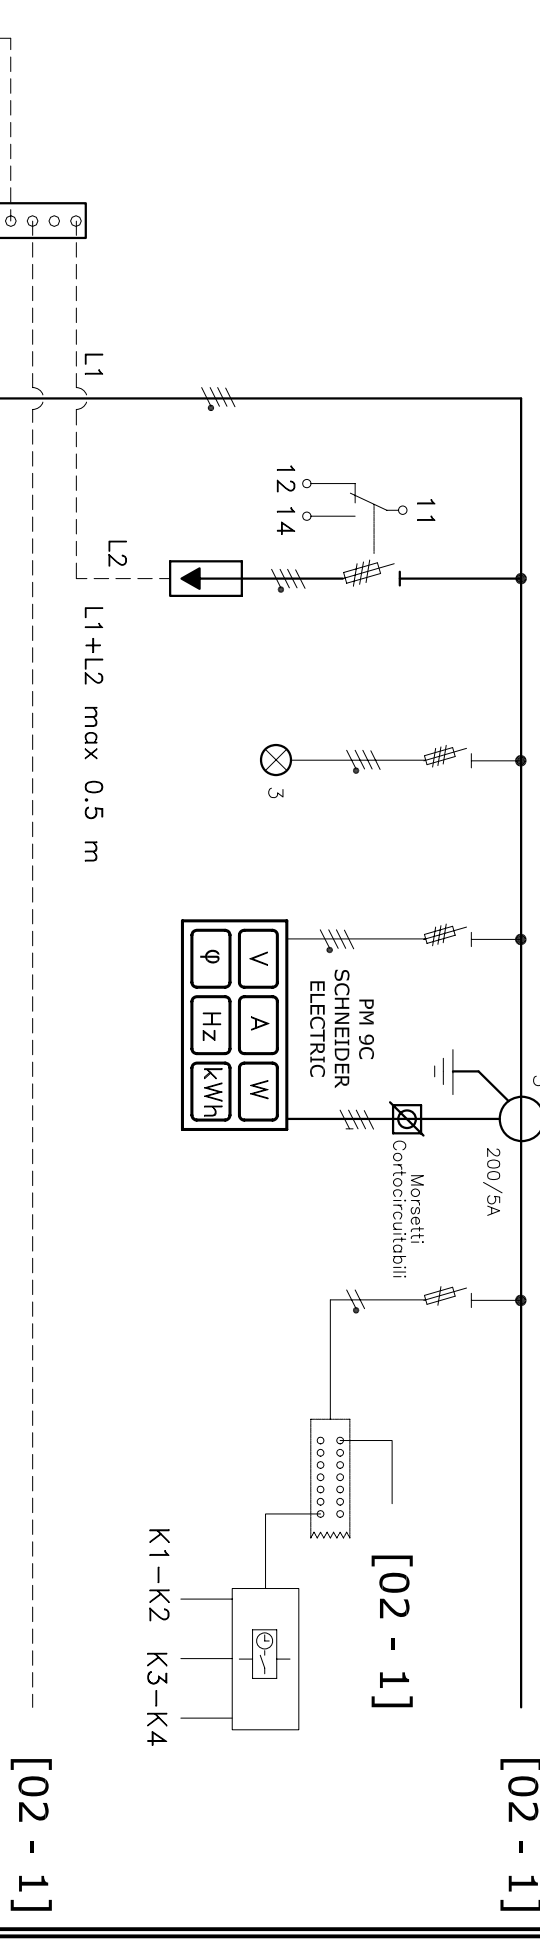 L1
11
12 14
L2
L1+L2 max 0.5 m
3
PM 9C
SCHNEIDER
ELECTRIC
V A W
φ Hz kWh
200/5A
Morsetti
Cortocircuitabili
[02 - 1]
K1-K2 K3-K4
[02 - 1]
[02 - 1]